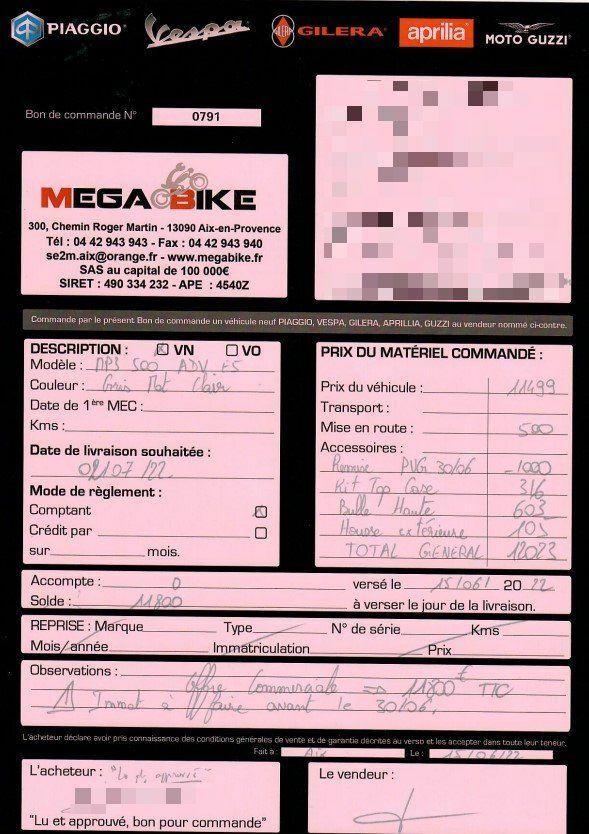 PIAGGIO Vespa GILERA aprilia MOTO GUZZI
Bon de commande N° 0791
MEGA BIKE
300, Chemin Roger Martin - 13090 Aix-en-Provence
Tél : 04 42 943 943 - Fax : 04 42 943 940
se2m.aix@orange.fr - www.megabike.fr
SAS au capital de 100 000€
SIRET : 490 334 232 - APE : 4540Z
Commande par le présent Bon de commande un véhicule neuf PIAGGIO, VESPA, GILERA, APRILLIA, GUZZI au vendeur nommé ci-contre.
DESCRIPTION : VN VO
Modèle : MP3 500 ADV. ES
Couleur : Gris Mat Clair
Date de 1ère MEC :
Kms :
Date de livraison souhaitée :
02/07/22
Mode de règlement :
Comptant
Crédit par
sur mois.
PRIX DU MATÉRIEL COMMANDÉ :
Prix du véhicule : 11499
Transport :
Mise en route : 500
Accessoires :
Remise PVG 30/06 -1000
Kit Top Case 316
Bulle Haute 603
Housse extérieure 105
TOTAL GENERAL 12023
Accompte : 0 versé le 15/06/ 20 22
Solde : 11800 à verser le jour de la livraison.
REPRISE : Marque Type N° de série Kms
Mois/année Immatriculation Prix
Observations :
Offre Commerciale => 11800 € TTC
! Immat à faire avant le 30/06.
L'acheteur déclare avoir pris connaissance des conditions générales de vente et de garantie décrites au verso et les accepter dans toute leur teneur.
Fait à : Aix Le : 15/06/22
L'acheteur : "Lu et approuvé"
"Lu et approuvé, bon pour commande"
Le vendeur :